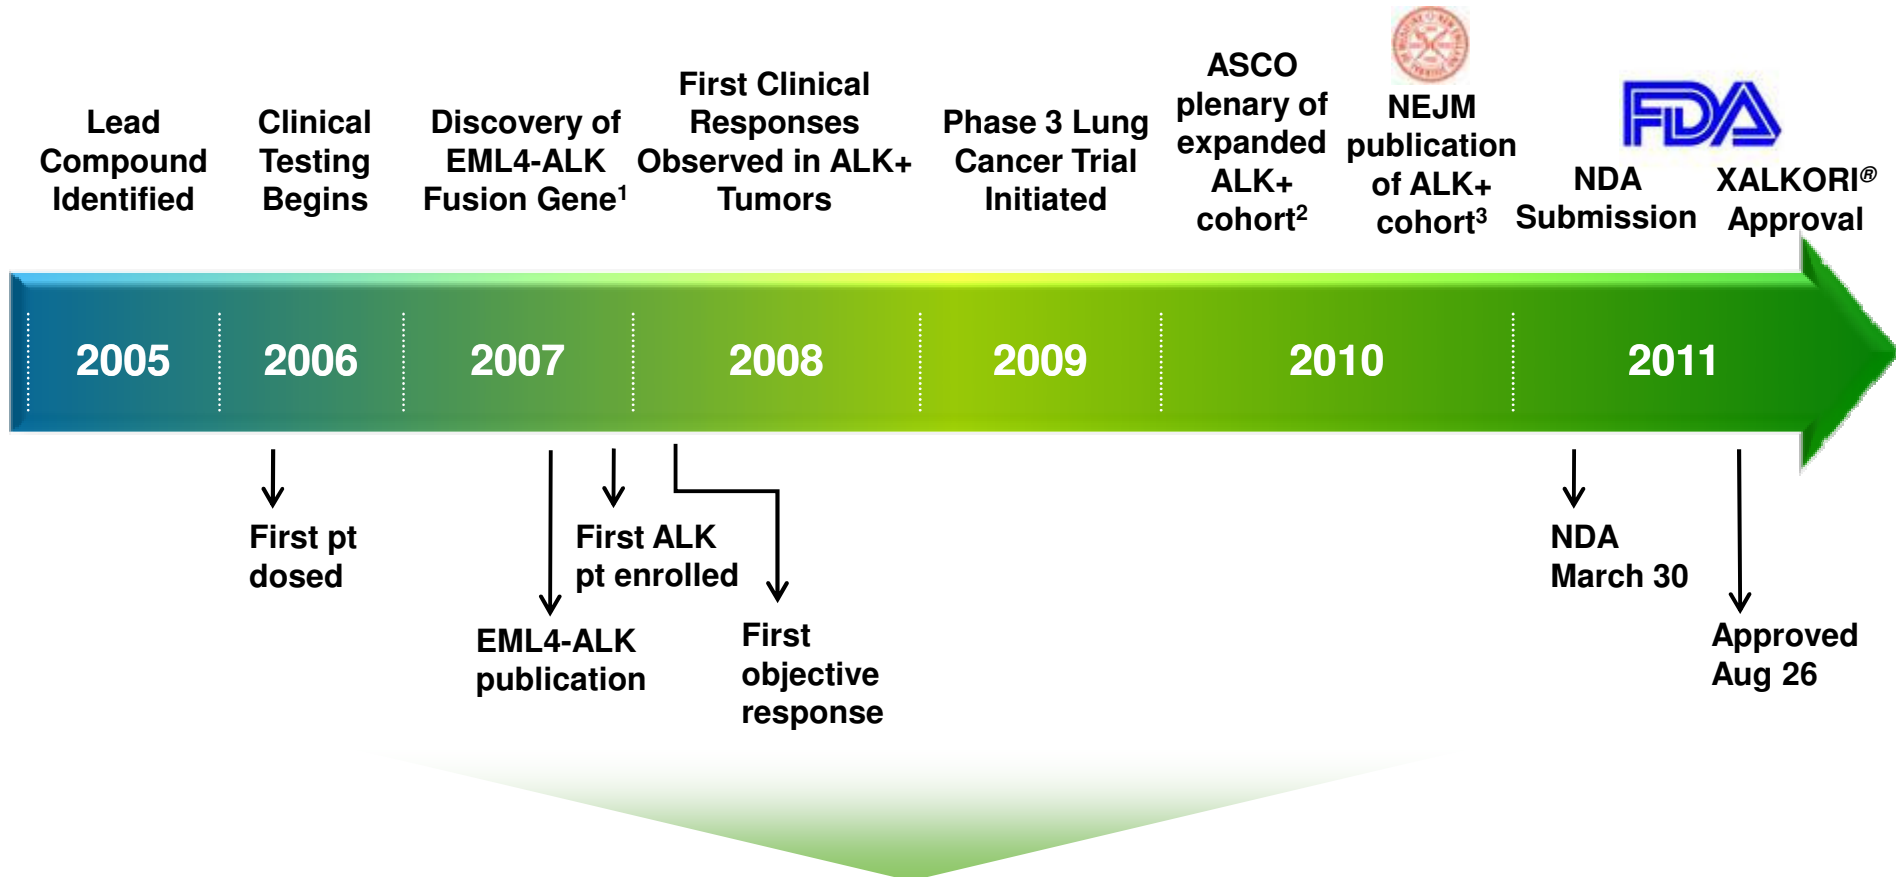 Lead
Compound
Identified
Clinical
Testing
Begins
Discovery of
EML4-ALK
Fusion Gene1
First Clinical
Responses
Observed in ALK+
Tumors
Phase 3 Lung
Cancer Trial
Initiated
ASCO
plenary of
expanded
ALK+
cohort2
NEJM
publication
of ALK+
cohort3
FDA
NDA
Submission
XALKORI®
Approval
2005
2006
2007
2008
2009
2010
2011
First pt
dosed
EML4-ALK
publication
First ALK
pt enrolled
First
objective
response
NDA
March 30
Approved
Aug 26